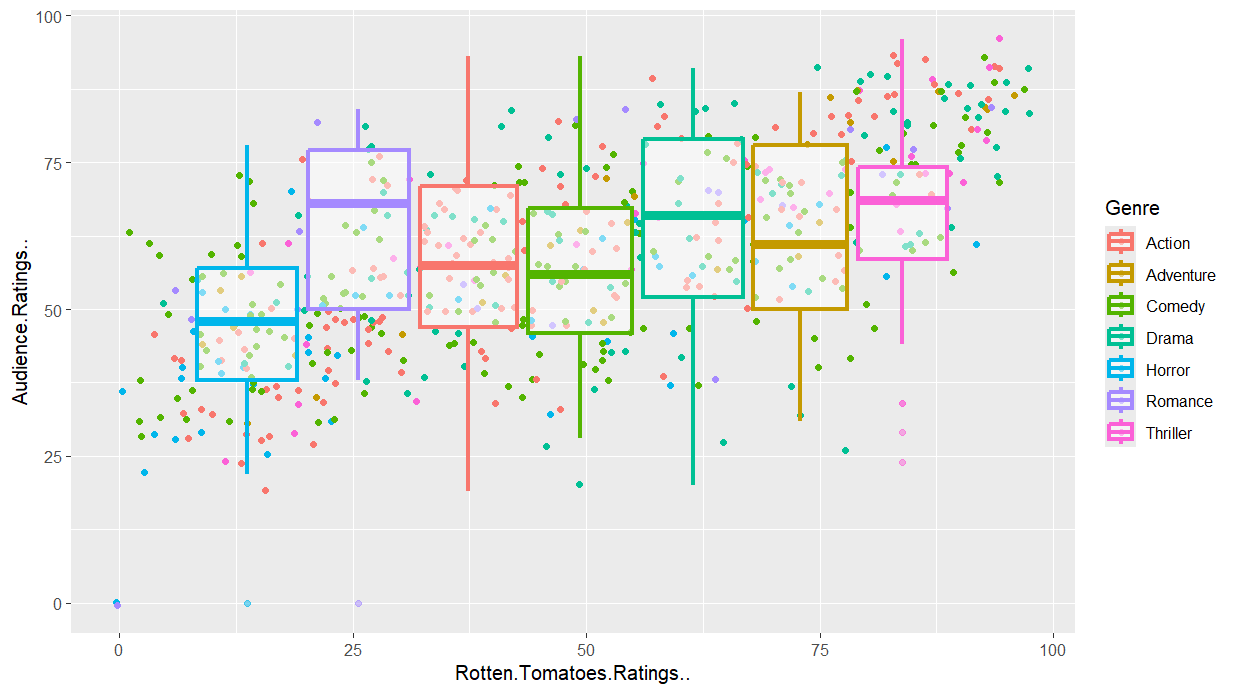 100
75
50
25
0
Audience.Ratings..
0
25
50
75
100
Rotten.Tomatoes.Ratings..
Genre
Action
Adventure
Comedy
Drama
Horror
Romance
Thriller